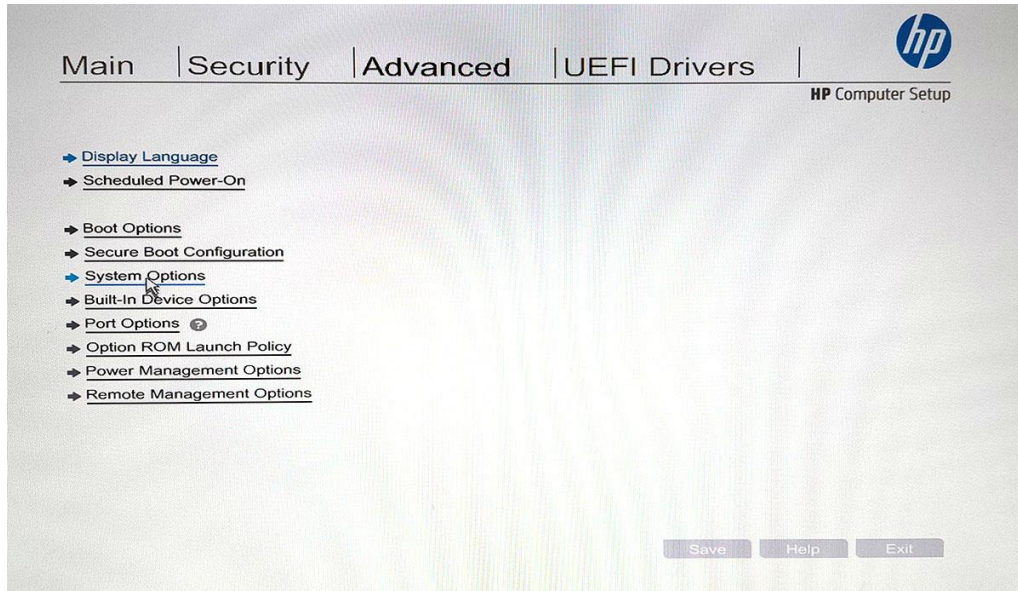 hp
Main Security Advanced UEFI Drivers
HP Computer Setup
Display Language
Scheduled Power-On
Boot Options
Secure Boot Configuration
System Options
Built-In Device Options
Port Options ?
Option ROM Launch Policy
Power Management Options
Remote Management Options
Save Help Exit